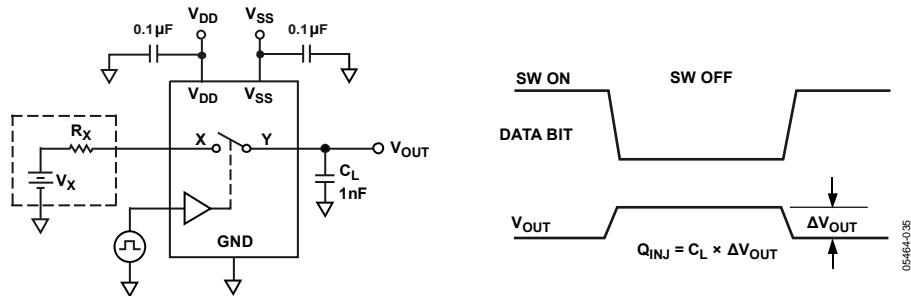 V_DD
V_SS
0.1µF
0.1µF
V_DD
V_SS
R_X
X
Y
V_OUT
V_X
C_L
1nF
GND
SW ON
SW OFF
DATA BIT
V_OUT
ΔV_OUT
Q_INJ = C_L × ΔV_OUT
05464-035